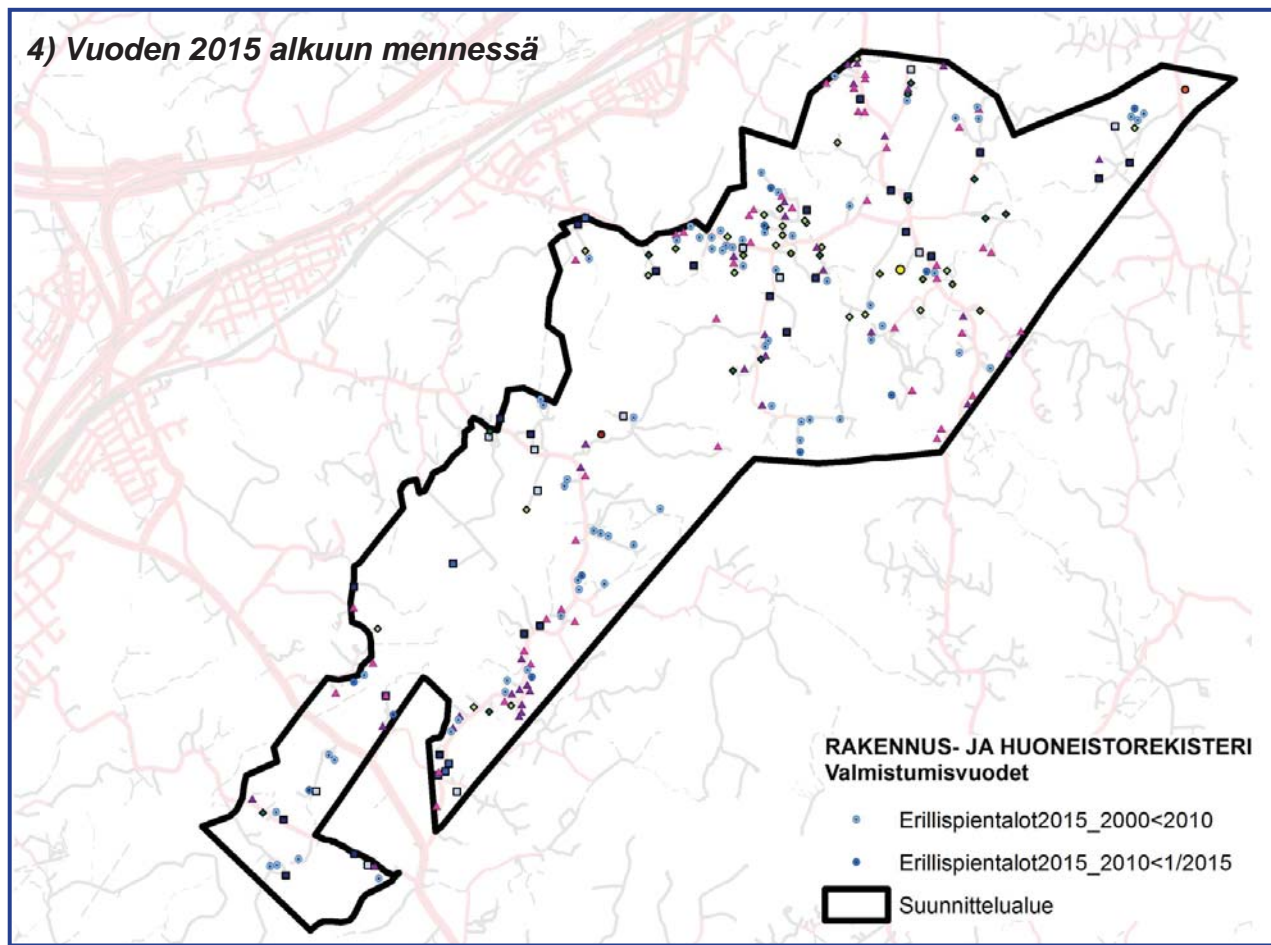 4) Vuoden 2015 alkuun mennessä
RAKENNUS- JA HUONEISTOREKISTERI
Valmistumisvuodet
Erillispientalot2015_2000<2010
Erillispientalot2015_2010<1/2015
Suunnittelualue